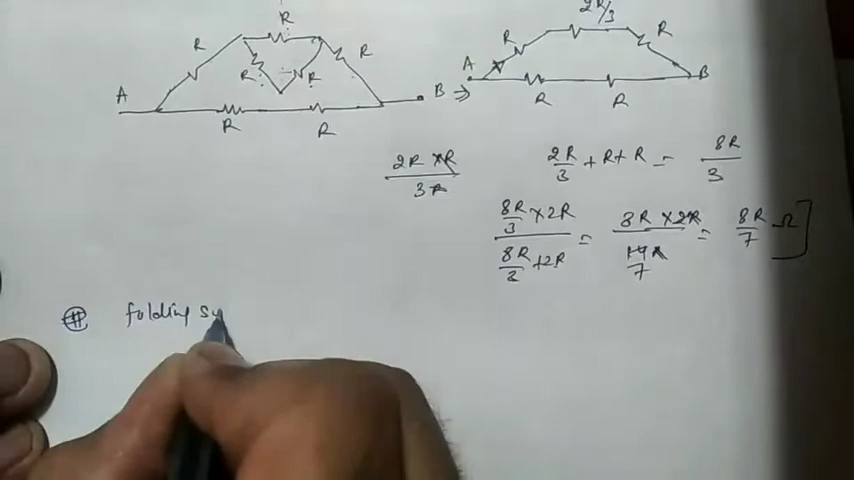 R
R
R
R
R
A
B
R
R
⇒
2R/3
R
R
A
B
R
R
2R × R / 3R
2R/3 + R + R = 8R/3
(8R/3 × 2R) / (8R/3 + 2R) = (8R × 2R) / (14R) 7 = 8R/7 Ω ]
# folding sy